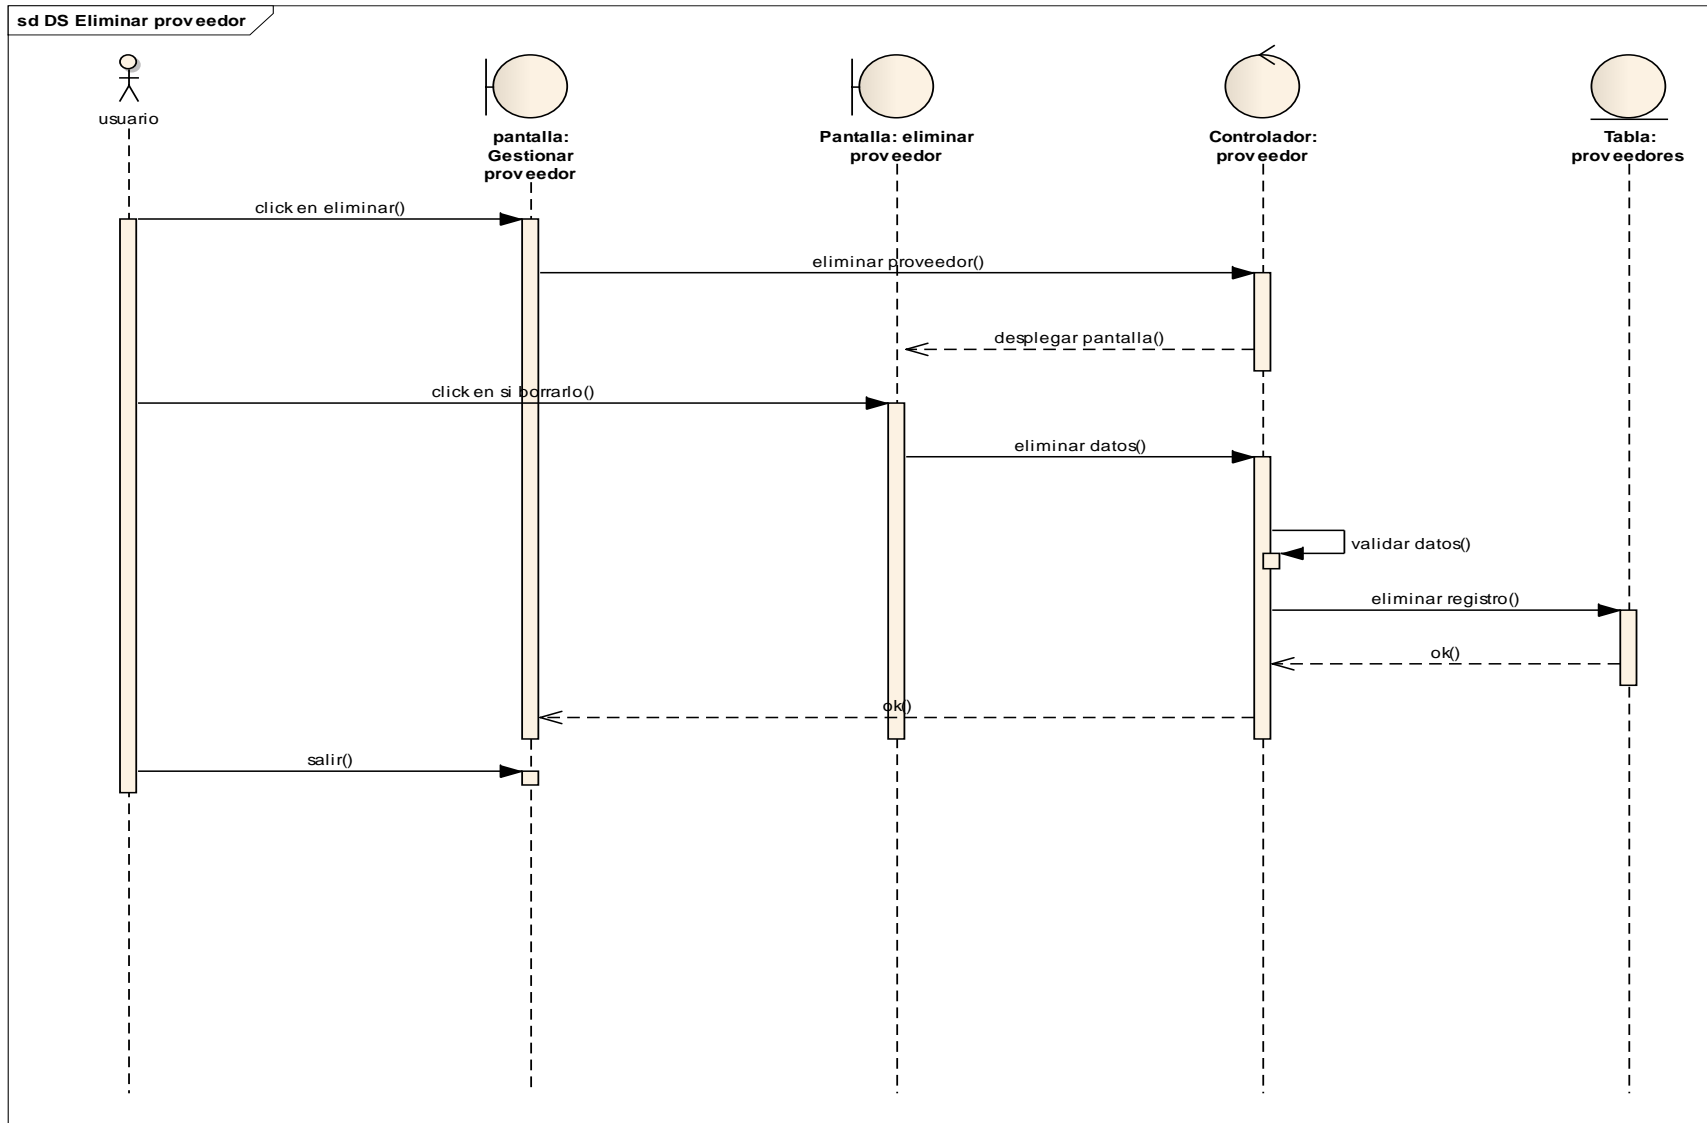 sd DS Eliminar proveedor
usuario
pantalla:
Gestionar
proveedor
Pantalla: eliminar
proveedor
Controlador:
proveedor
Tabla:
proveedores
click en eliminar()
eliminar proveedor()
desplegar pantalla()
click en si borrarlo()
eliminar datos()
validar datos()
eliminar registro()
ok()
ok()
salir()